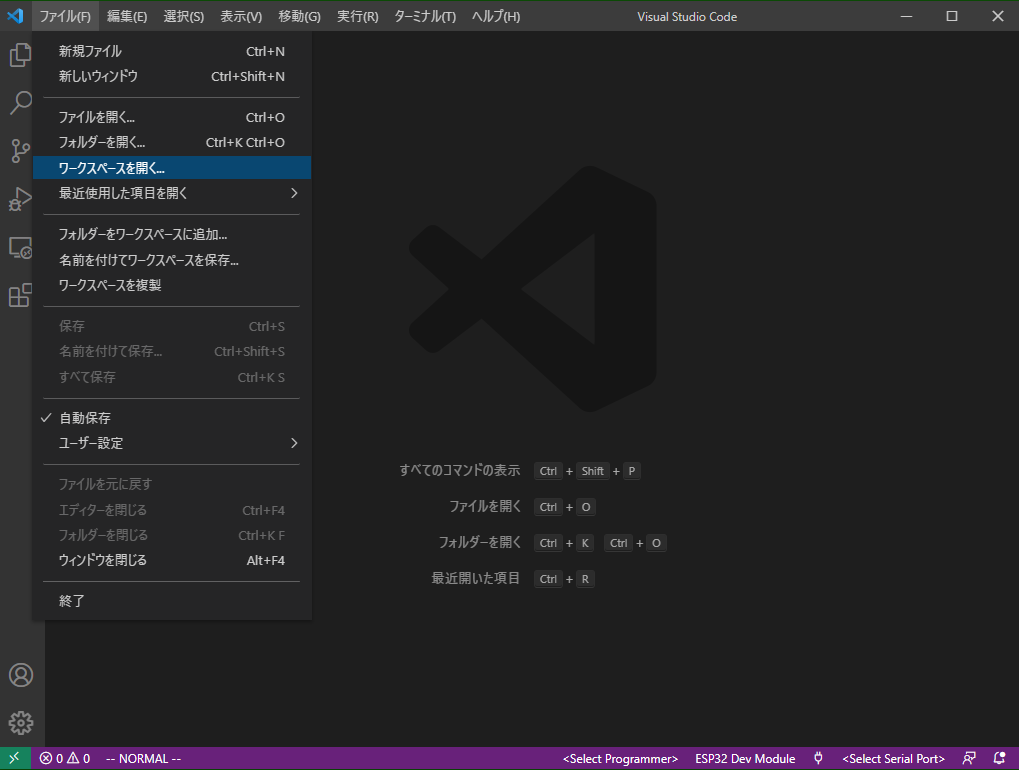 ファイル(F) 編集(E) 選択(S) 表示(V) 移動(G) 実行(R) ターミナル(T) ヘルプ(H) Visual Studio Code
新規ファイル Ctrl+N
新しいウィンドウ Ctrl+Shift+N
ファイルを開く... Ctrl+O
フォルダーを開く... Ctrl+K Ctrl+O
ワークスペースを開く...
最近使用した項目を開く
フォルダーをワークスペースに追加...
名前を付けてワークスペースを保存...
ワークスペースを複製
保存 Ctrl+S
名前を付けて保存... Ctrl+Shift+S
すべて保存 Ctrl+K S
自動保存
ユーザー設定
ファイルを元に戻す
エディターを閉じる Ctrl+F4
フォルダーを閉じる Ctrl+K F
ウィンドウを閉じる Alt+F4
終了
すべてのコマンドの表示 Ctrl + Shift + P
ファイルを開く Ctrl + O
フォルダーを開く Ctrl + K Ctrl + O
最近開いた項目 Ctrl + R
0 0 -- NORMAL -- <Select Programmer> ESP32 Dev Module <Select Serial Port>